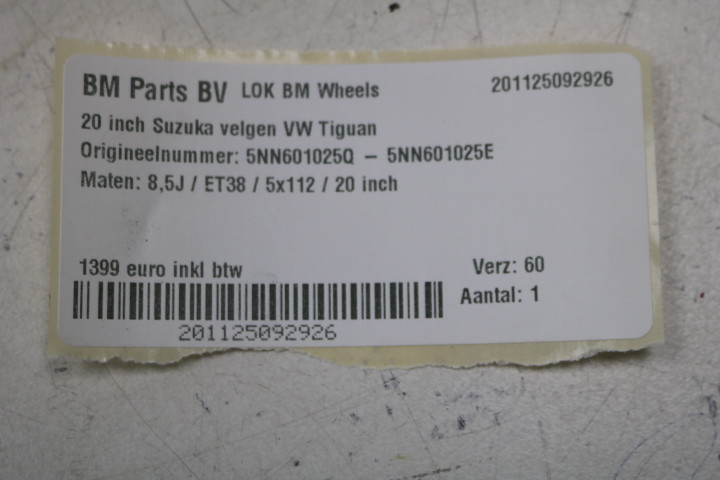 BM Parts BV LOK BM Wheels 201125092926
20 inch Suzuka velgen VW Tiguan
Origineelnummer: 5NN601025Q – 5NN601025E
Maten: 8,5J / ET38 / 5x112 / 20 inch
1399 euro inkl btw Verz: 60
Aantal: 1
201125092926